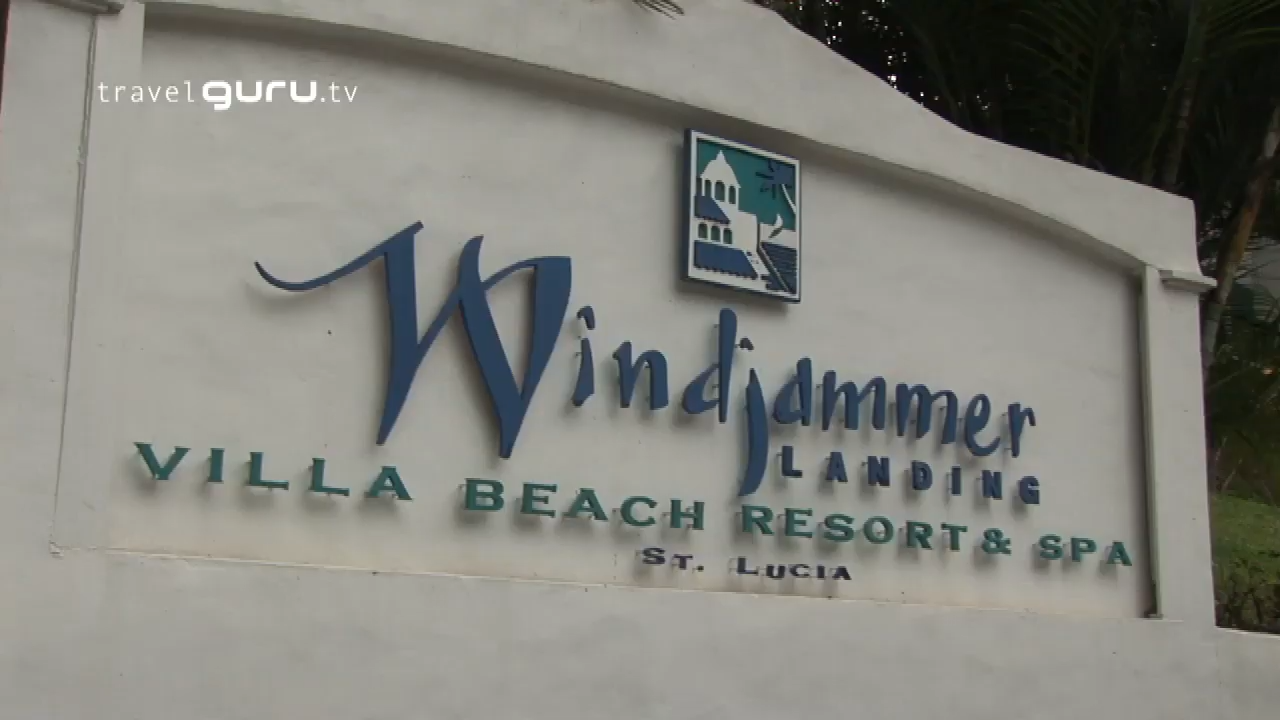 travelguru.tv
Windjammer
LANDING
VILLA BEACH RESORT & SPA
ST. LUCIA